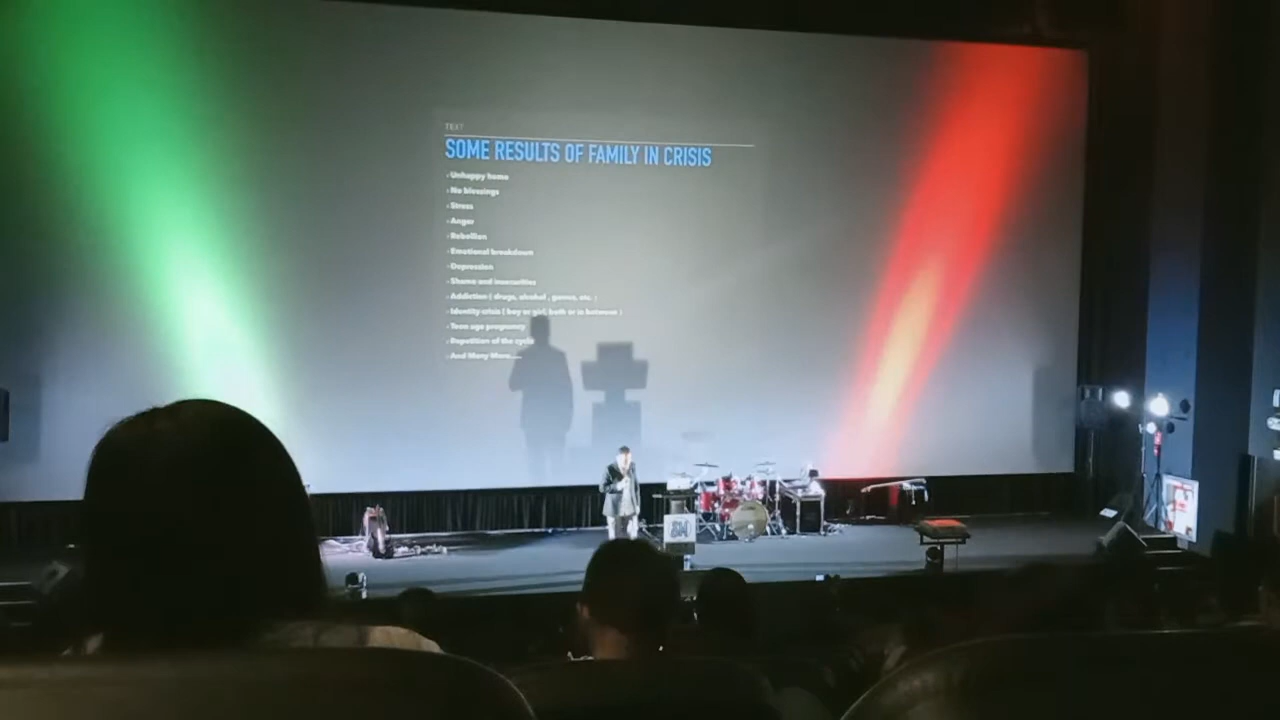 TEXT
SOME RESULTS OF FAMILY IN CRISIS
› Unhappy home
› No blessings
› Stress
› Anger
› Rebellion
› Emotional breakdown
› Depression
› Shame and insecurities
› Addiction ( drugs, alcohol , games, etc. )
› Identity crisis ( boy or girl, both or in between )
› Teen age pregnancy
› Repetition of the cycle
› And Many More.....